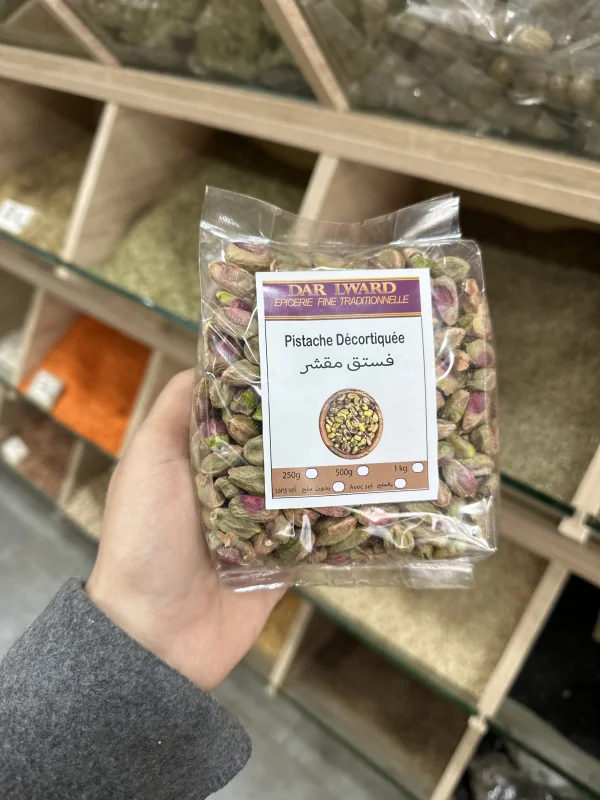 DAR LWARD
ÉPICERIE FINE TRADITIONNELLE
Pistache Décortiquée
فستق مقشر
250g 500g 1 kg
sans sel بدون ملح Avec sel بالملح